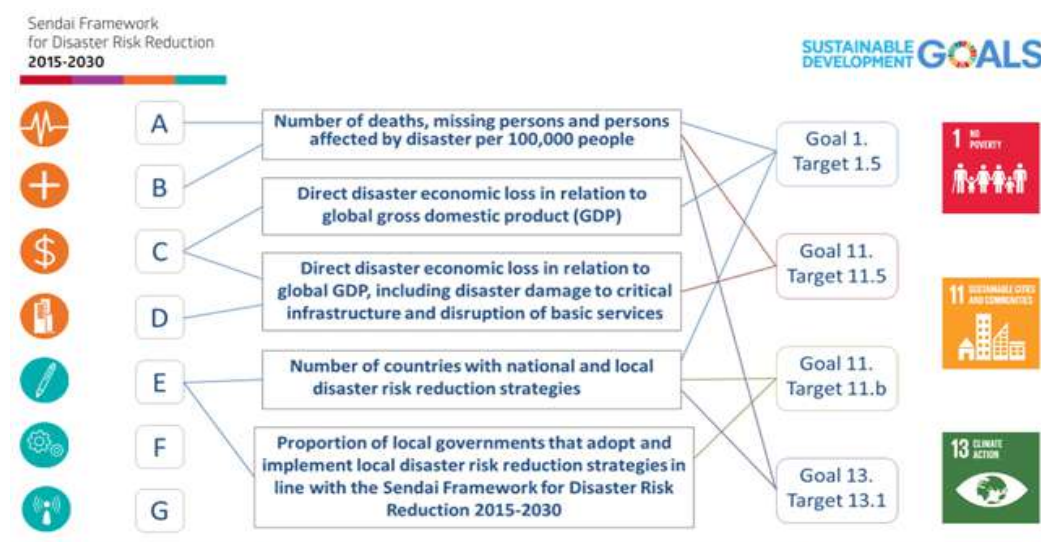 Sendai Framework
for Disaster Risk Reduction
2015-2030
SUSTAINABLE
DEVELOPMENT
GOALS
A
B
$
C
D
E
F
G
Number of deaths, missing persons and persons
affected by disaster per 100,000 people
Direct disaster economic loss in relation to
global gross domestic product (GDP)
Direct disaster economic loss in relation to
global GDP, including disaster damage to critical
infrastructure and disruption of basic services
Number of countries with national and local
disaster risk reduction strategies
Proportion of local governments that adopt and
implement local disaster risk reduction strategies in
line with the Sendai Framework for Disaster Risk
Reduction 2015-2030
Goal 1.
Target 1.5
Goal 11.
Target 11.5
Goal 11.
Target 11.b
Goal 13.
Target 13.1
1 NO
POVERTY
11 SUSTAINABLE CITIES
AND COMMUNITIES
13 CLIMATE
ACTION